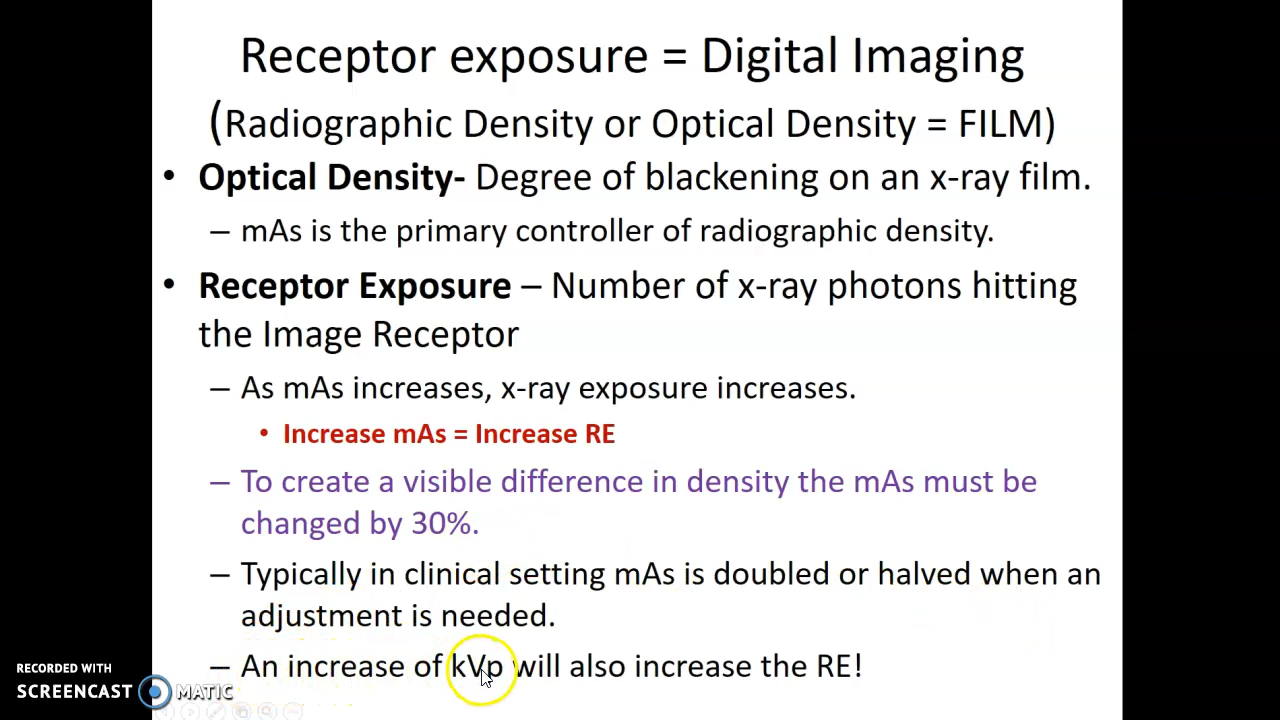 Receptor exposure = Digital Imaging
(Radiographic Density or Optical Density = FILM)
• Optical Density- Degree of blackening on an x-ray film.
– mAs is the primary controller of radiographic density.
• Receptor Exposure – Number of x-ray photons hitting
the Image Receptor
– As mAs increases, x-ray exposure increases.
• Increase mAs = Increase RE
– To create a visible difference in density the mAs must be
changed by 30%.
– Typically in clinical setting mAs is doubled or halved when an
adjustment is needed.
– An increase of kVp will also increase the RE!
RECORDED WITH
SCREENCAST MATIC